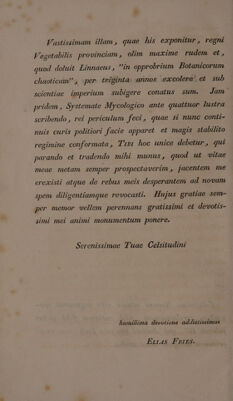 Vastissimam illam, quae his exponitur, regni
Vegetabilis provinciam, olim maxime rudem et,
quod doluit Linnaeus, "in opprobrium Botanicorum
chaoticam", per triginta annos excolere et sub
scientiae imperium subigere conatus sum. Jam
pridem, Systemate Mycologico ante quattuor lustra
scribendo, rei periculum feci, quae si nunc conti-
nuis curis politiori facie apparet et magis stabilito
regimine conformata, TIBI hoc unice debetur, qui
parando et tradendo mihi munus, quod ut vitae
meae metam semper prospectaverim, jacentem me
erexisti atque de rebus meis desperantem ad novam
spem diligentiamque revocasti. Hujus gratiae sem-
per memor vellem perennans gratissimi et devotis-
simi mei animi monumentum ponere.
Serenissimae Tuae Celsitudini
humillima devotione addictissimus
ELIAS FRIES.